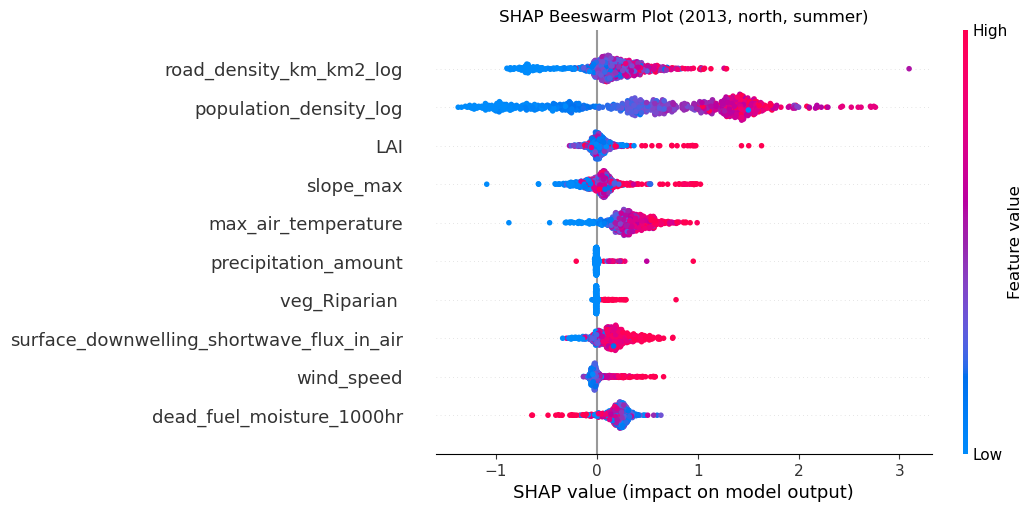 SHAP Beeswarm Plot (2013, north, summer)
road_density_km_km2_log
population_density_log
LAI
slope_max
max_air_temperature
precipitation_amount
veg_Riparian
surface_downwelling_shortwave_flux_in_air
wind_speed
dead_fuel_moisture_1000hr
−1 0 1 2 3
SHAP value (impact on model output)
High
Feature value
Low